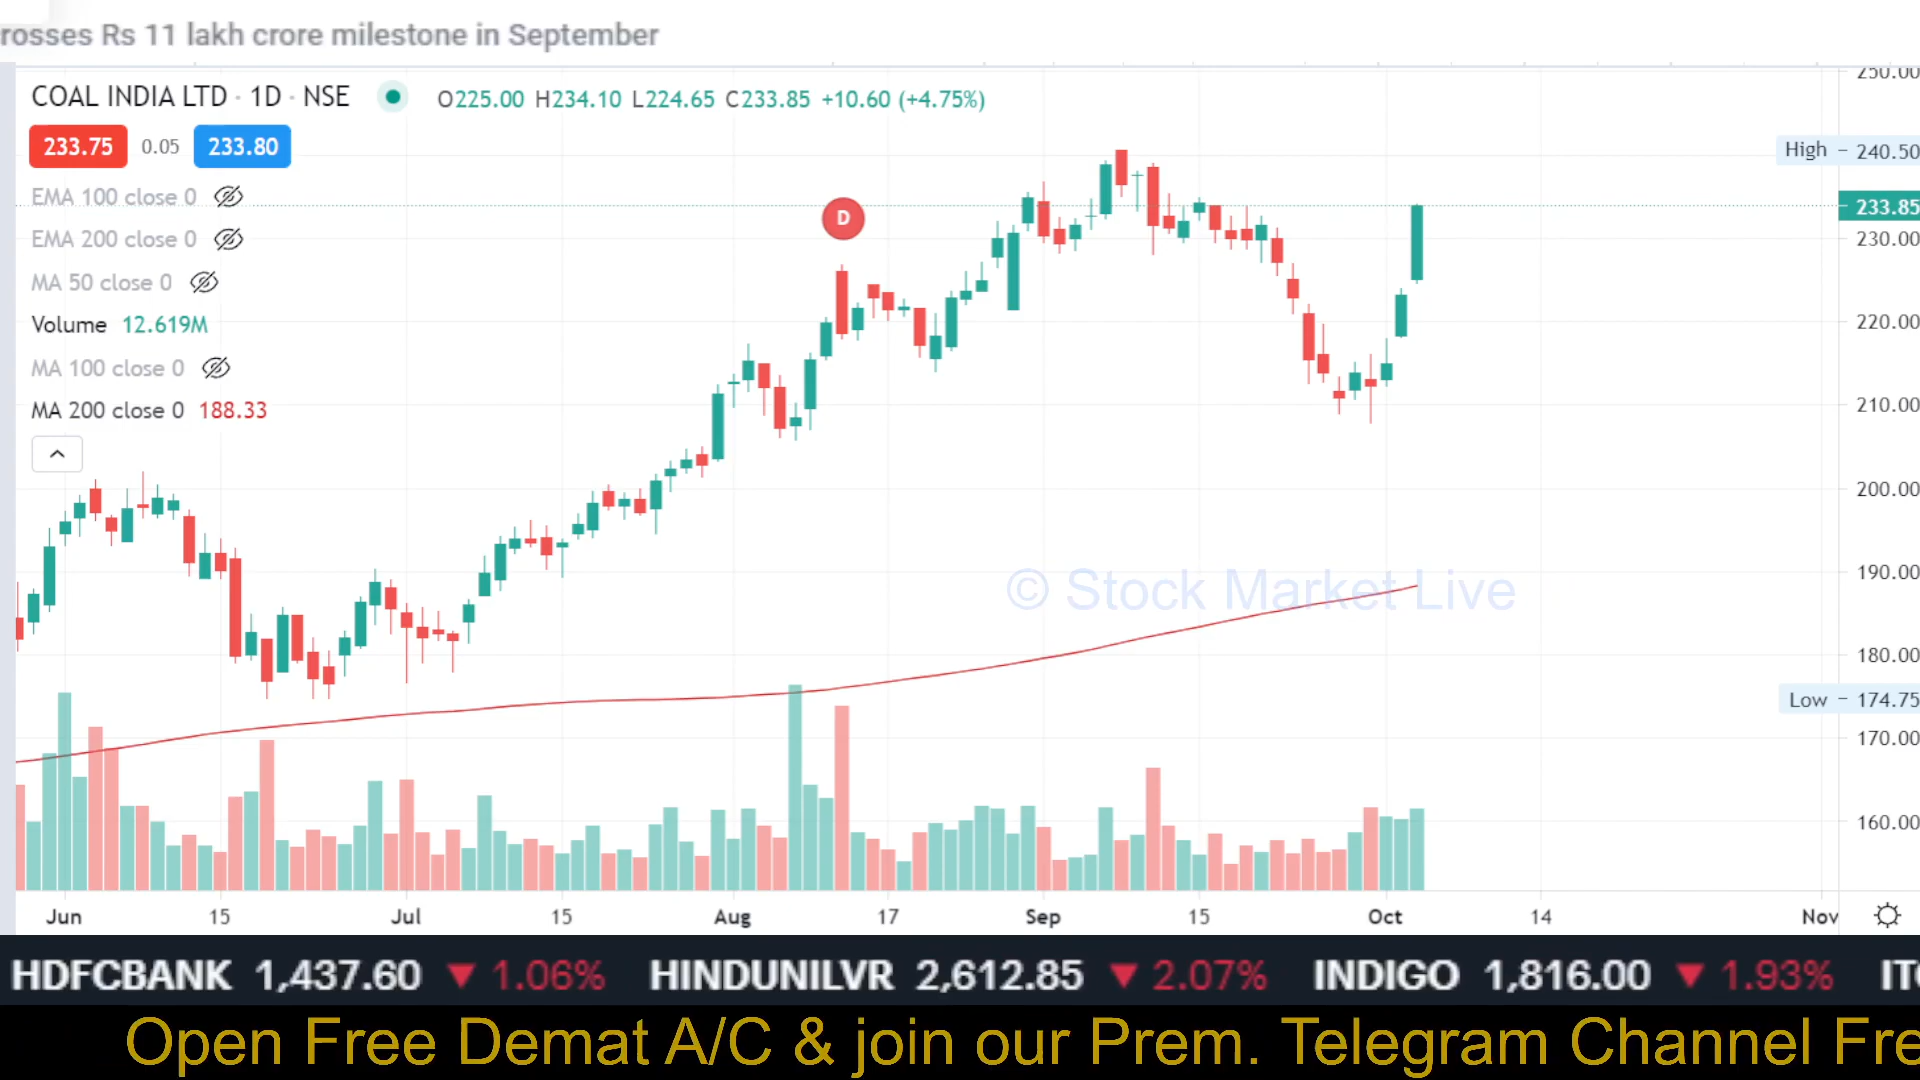 Rs 11 lakh crore milestone in September
COAL INDIA LTD · 1D · NSE
O225.00 H234.10 L224.65 C233.85 +10.60 (+4.75%)
233.75 0.05 233.80
EMA 100 close 0
EMA 200 close 0
MA 50 close 0
Volume 12.619M
MA 100 close 0
MA 200 close 0 188.33
D
250.00
High 240.50
233.85
230.00
220.00
210.00
200.00
190.00
180.00
Low 174.75
170.00
160.00
© Stock Market Live
Jun 15 Jul 15 Aug 17 Sep 15 Oct 14 Nov
HDFCBANK 1,437.60 ▼ 1.06% HINDUNILVR 2,612.85 ▼ 2.07% INDIGO 1,816.00 ▼ 1.93%
Open Free Demat A/C & join our Prem. Telegram Channel